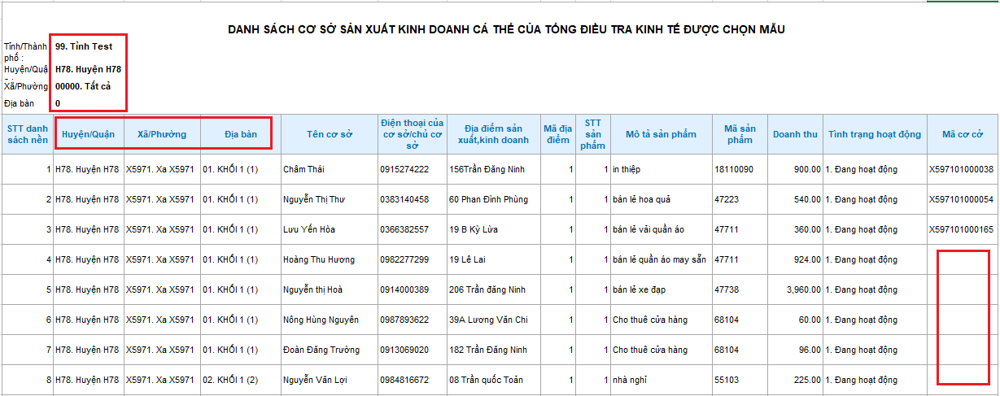 DANH SÁCH CƠ SỞ SẢN XUẤT KINH DOANH CÁ THỂ CỦA TỔNG ĐIỀU TRA KINH TẾ ĐƯỢC CHỌN MẪU
Tỉnh/Thành phố : 99. Tỉnh Test
Huyện/Quậ H78. Huyện H78
Xã/Phường 00000. Tất cả
Địa bàn 0
STT danh sách nền Huyện/Quận Xã/Phường Địa bàn Tên cơ sở Điện thoại của cơ sở/chủ cơ sở Địa điểm sản xuất,kinh doanh Mã địa điểm STT sản phẩm Mô tả sản phẩm Mã sản phẩm Doanh thu Tình trạng hoạt động Mã cơ cở
1 H78. Huyện H78 X5971. Xa X5971 01. KHỐI 1 (1) Châm Thái 0915274222 156Trần Đăng Ninh 1 1 in thiệp 18110090 900.00 1. Đang hoạt động X597101000038
2 H78. Huyện H78 X5971. Xa X5971 01. KHỐI 1 (1) Nguyễn Thị Thư 0383140458 60 Phan Đình Phùng 1 1 bán lẻ hoa quả 47223 540.00 1. Đang hoạt động X597101000054
3 H78. Huyện H78 X5971. Xa X5971 01. KHỐI 1 (1) Lưu Yến Hòa 0366382557 19 B Kỳ Lừa 1 1 bán lẻ vải quần áo 47711 360.00 1. Đang hoạt động X597101000165
4 H78. Huyện H78 X5971. Xa X5971 01. KHỐI 1 (1) Hoàng Thu Hương 0982277299 19 Lê Lai 1 1 bán lẻ quần áo may sẵn 47711 924.00 1. Đang hoạt động
5 H78. Huyện H78 X5971. Xa X5971 01. KHỐI 1 (1) Nguyễn thị Hoà 0914000389 206 Trần đăng Ninh 1 1 bán lẻ xe đạp 47738 3,960.00 1. Đang hoạt động
6 H78. Huyện H78 X5971. Xa X5971 01. KHỐI 1 (1) Nông Hùng Nguyên 0987893622 39A Lương Văn Chi 1 1 Cho thuê cửa hàng 68104 60.00 1. Đang hoạt động
7 H78. Huyện H78 X5971. Xa X5971 01. KHỐI 1 (1) Đoàn Đăng Trường 0913069020 182 Trần Đăng Ninh 1 1 Cho thuê cửa hàng 68104 96.00 1. Đang hoạt động
8 H78. Huyện H78 X5971. Xa X5971 02. KHỐI 1 (2) Nguyễn Văn Lợi 0984816672 08 Trần quốc Toản 1 1 nhà nghỉ 55103 225.00 1. Đang hoạt động